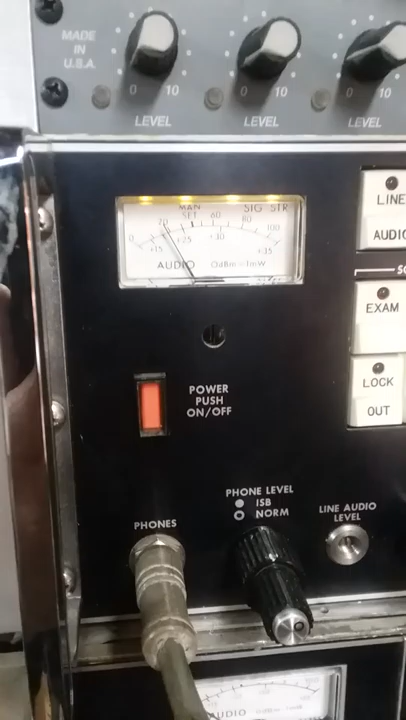 MADE
IN
U.S.A.
0 10
LEVEL
0 10
LEVEL
0 10
LEVEL
MAN
SET
SIG STR
0 20 60 80 100
+15 +25 +30 +35
AUDIO 0dBm=1mW
LINE
AUDIO
EXAM
LOCK
OUT
POWER
PUSH
ON/OFF
PHONE LEVEL
ISB
NORM
PHONES
LINE AUDIO
LEVEL
AUDIO